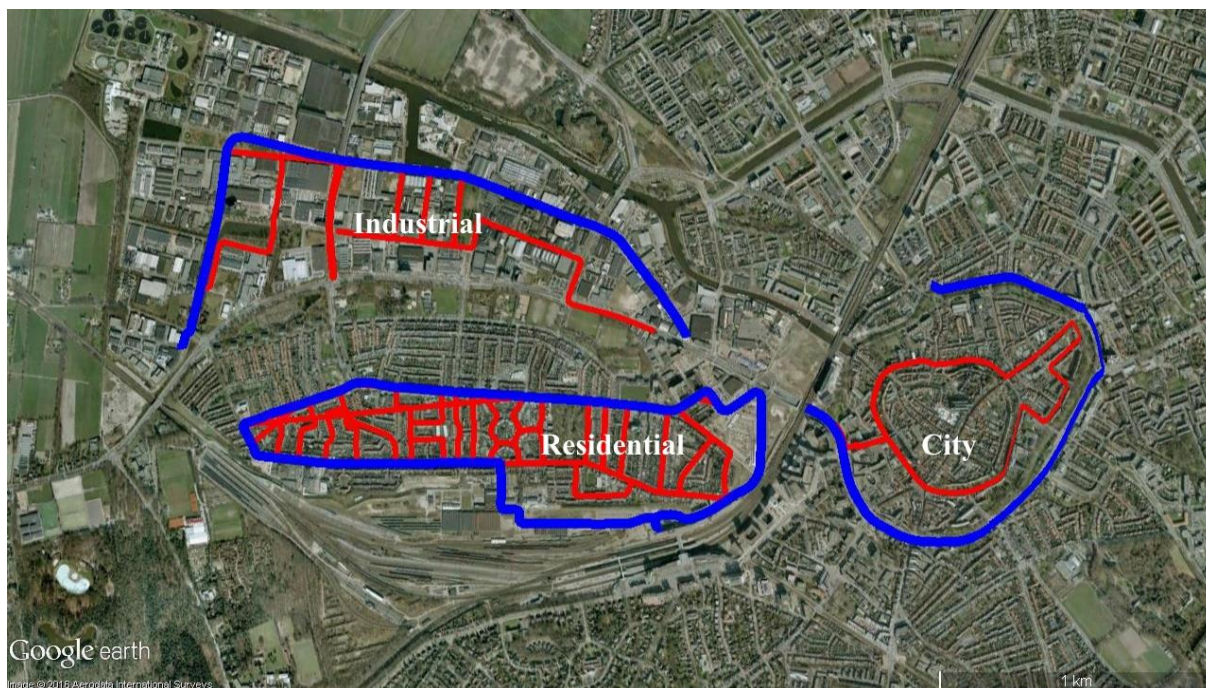 Industrial
Residential
City
Google earth
Image © 2016 Aerodata International Surveys
1 km